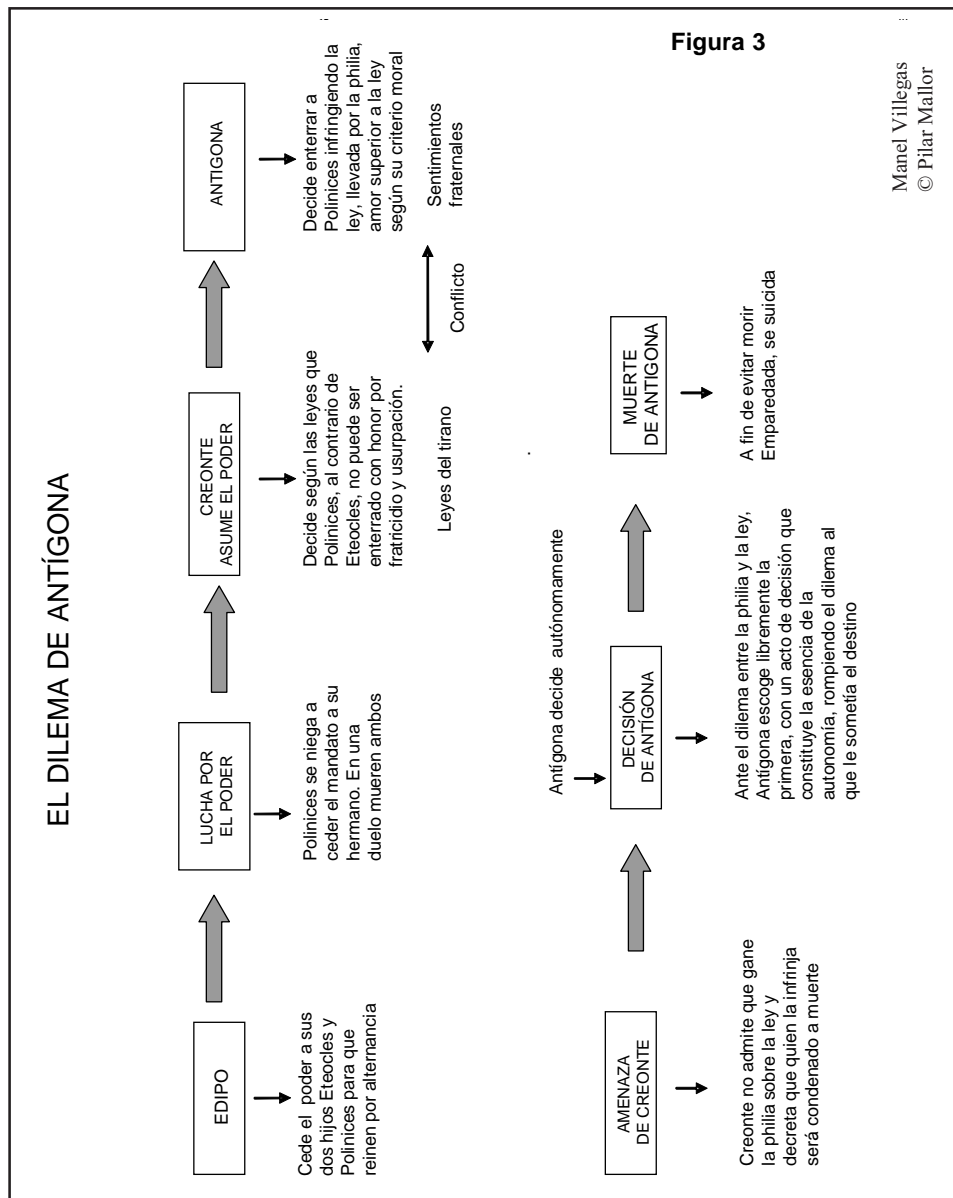 Figura 3
EL DILEMA DE ANTÍGONA
EDIPO
Cede el poder a sus
dos hijos Eteocles y
Polinices para que
reinen por alternancia
LUCHA POR
EL PODER
Polinices se niega a
ceder el mandato a su
hermano. En una
duelo mueren ambos
CREONTE
ASUME EL PODER
Decide según las leyes que
Polinices, al contrario de
Eteocles, no puede ser
enterrado con honor por
fratricidio y usurpación.
Leyes del tirano
Conflicto
ANTIGONA
Decide enterrar a
Polinices infringiendo la
ley, llevada por la philia,
amor superior a la ley
según su criterio moral
Sentimientos
fraternales
AMENAZA
DE CREONTE
Creonte no admite que gane
la philia sobre la ley y
decreta que quien la infrinja
será condenado a muerte
Antígona decide autónomamente
DECISIÓN
DE ANTÍGONA
Ante el dilema entre la philia y la ley,
Antígona escoge libremente la
primera, con un acto de decisión que
constituye la esencia de la
autonomía, rompiendo el dilema al
que le sometía el destino
MUERTE
DE ANTIGONA
A fin de evitar morir
Emparedada, se suicida
Manel Villegas
© Pilar Mallor